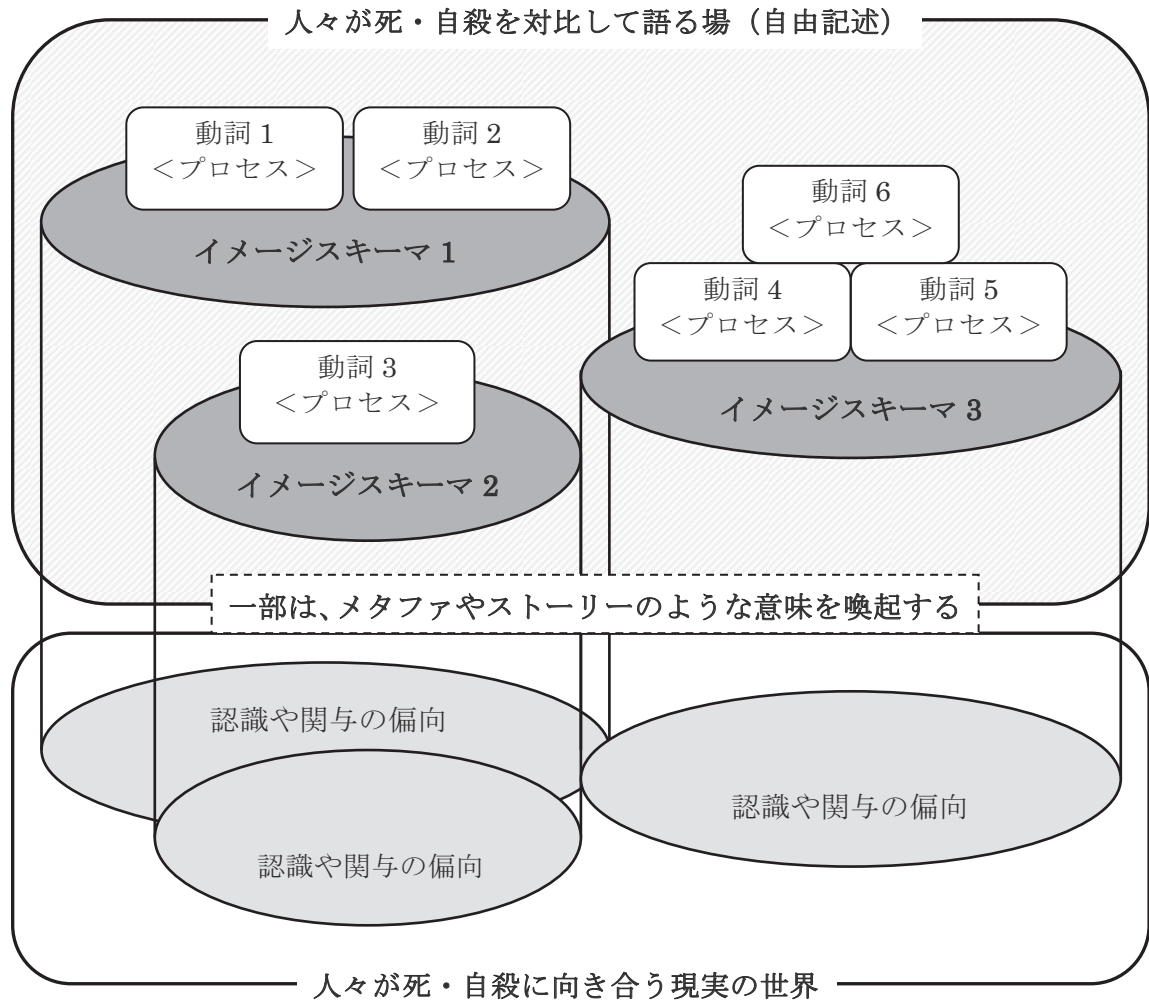 人々が死・自殺を対比して語る場（自由記述）
動詞 1
＜プロセス＞
動詞 2
＜プロセス＞
イメージスキーマ 1
動詞 6
＜プロセス＞
動詞 4
＜プロセス＞
動詞 5
＜プロセス＞
イメージスキーマ 3
動詞 3
＜プロセス＞
イメージスキーマ 2
一部は、メタファやストーリーのような意味を喚起する
認識や関与の偏向
認識や関与の偏向
認識や関与の偏向
人々が死・自殺に向き合う現実の世界